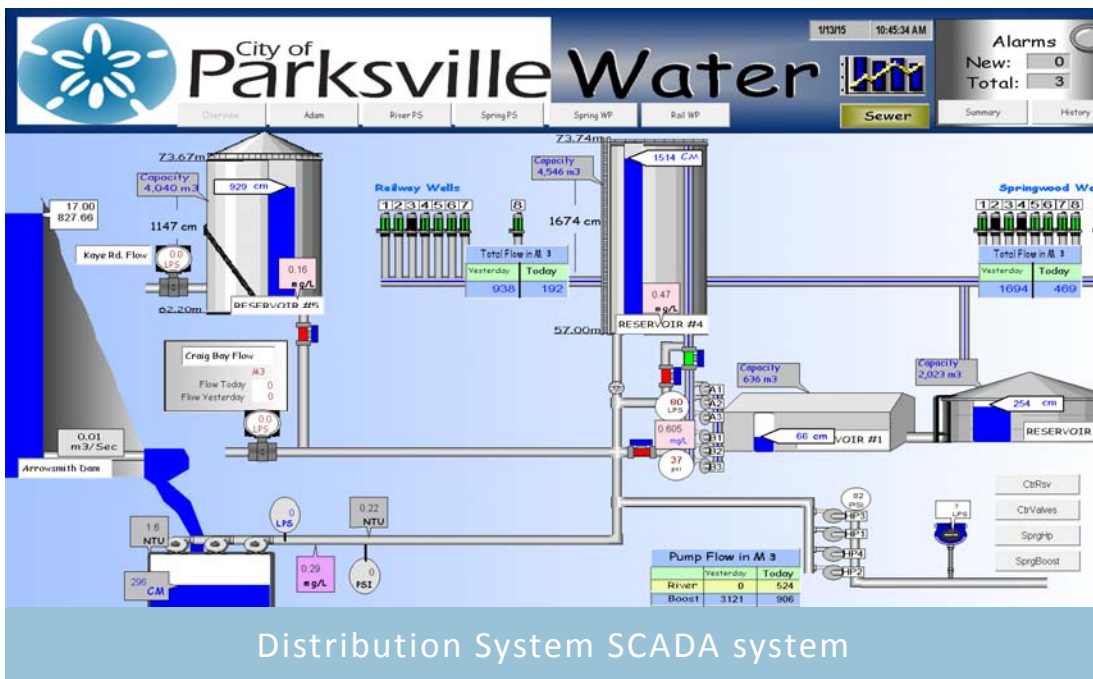 City of
Parksville Water
1/13/15 10:45:34 AM
Alarms
New: 0
Total: 3
Overview Adam River PS Spring PS Spring WP Rail WP
Sewer
Summary History
73.67m
Capacity
4,040 m3
929 cm
1147 cm
17.00
827.66
Kaye Rd. Flow
0.0
LPS
0.16
mg/L
RESERVOIR #5
62.20m
Railway Wells
1 2 3 4 5 6 7 8
Total Flow in M 3
Yesterday Today
938 192
73.74m
Capacity
4,546 m3
1514 CM
1674 cm
0.47
mg/L
RESERVOIR #4
57.00m
Springwood We
1 2 3 4 5 6 7 8
Total Flow in M 3
Yesterday Today
1694 469
Craig Bay Flow
M3
Flow Today 0
Flow Yesterday 0
0.0
LPS
80
LPS
0.605
mg/L
37
psi
A1
A2
A3
B1
B2
B3
Capacity
636 m3
66 cm
VOIR #1
Capacity
2,023 m3
254 cm
RESERVOIR
0.01
m3/Sec
Arrowsmith Dam
1.6
NTU
0
LPS
0.22
NTU
296
CM
0.29
mg/L
0
PSI
82
PSI
HP3
HP1
HP4
HP2
7
LPS
CtrRsv
CtrValves
SprgHp
SprgBoost
Pump Flow in M 3
Yesterday Today
River 0 524
Boost 3121 906
Distribution System SCADA system